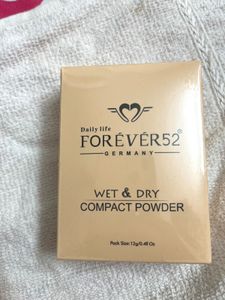 Daily life
FORÉVÉR52®
GERMANY
WET & DRY
COMPACT POWDER
Pack Size: 12g/0.48 Oz